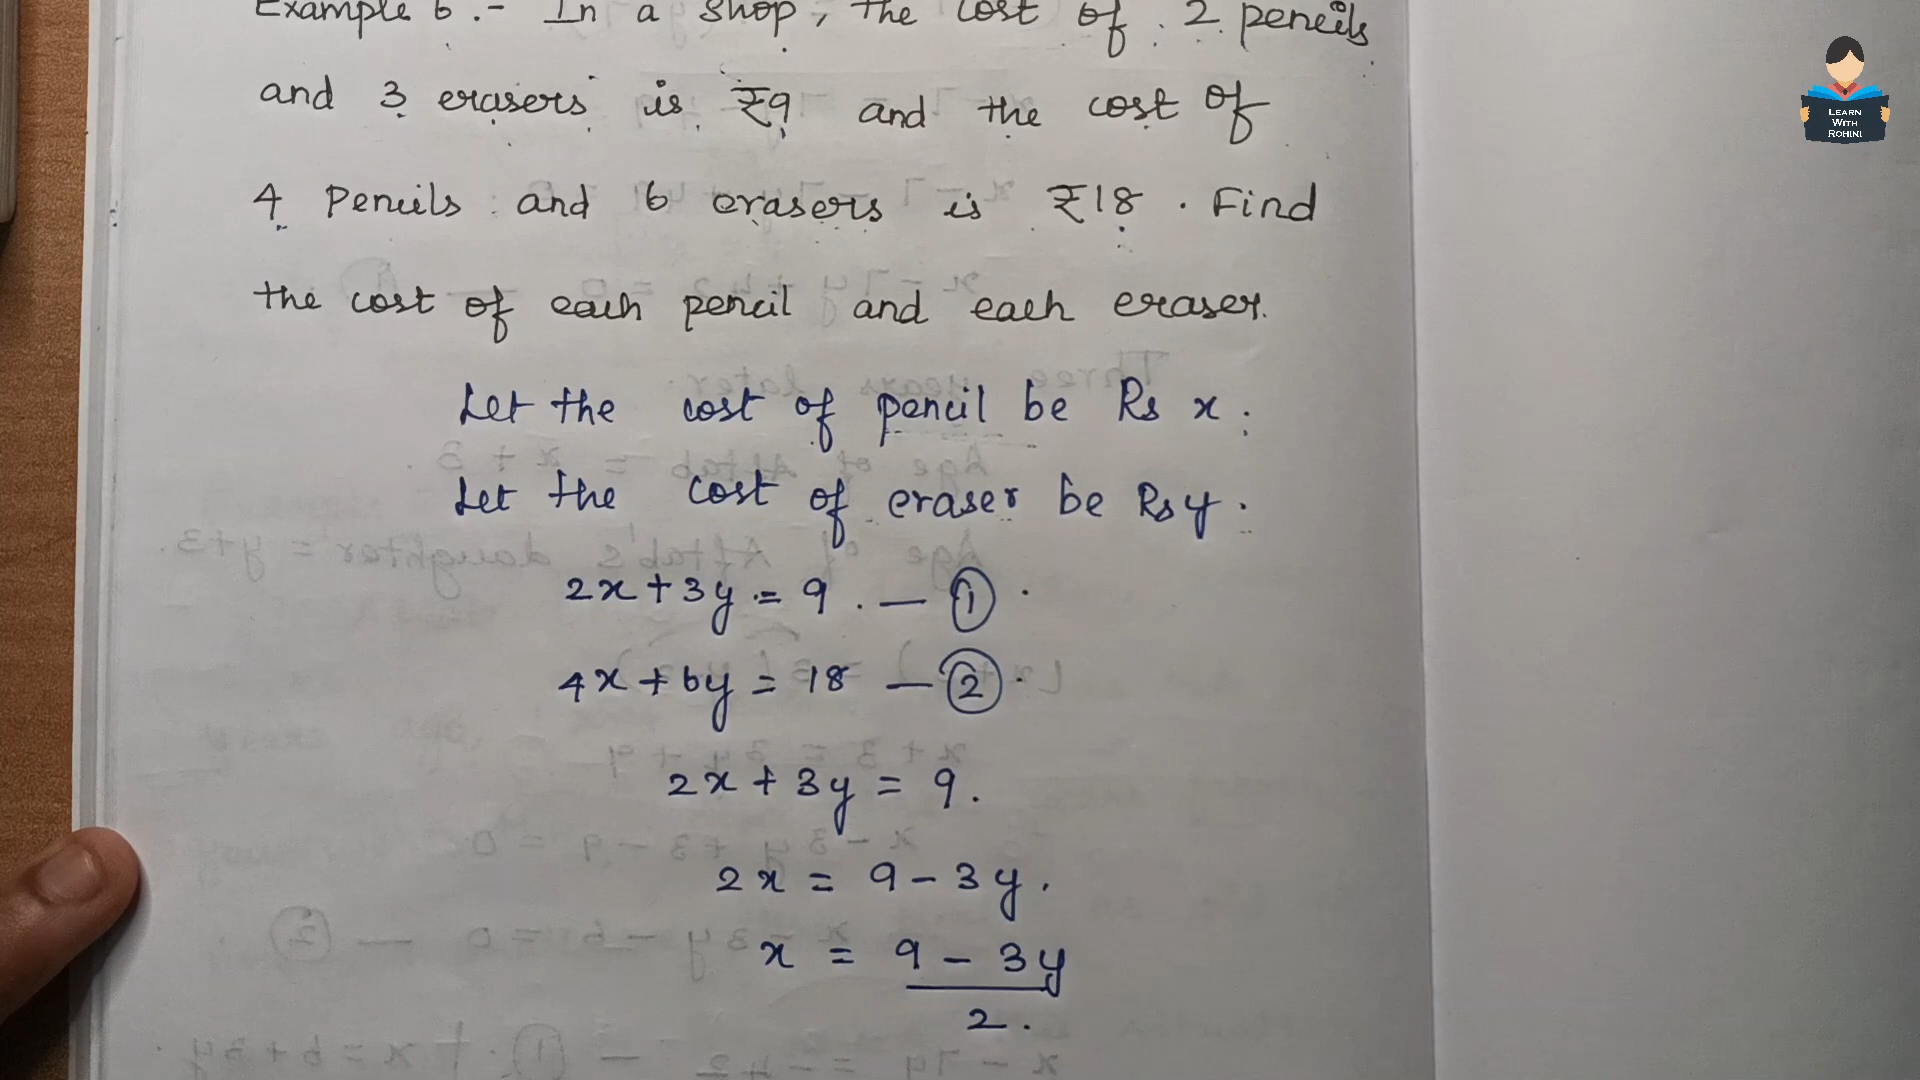 Example 6 :- In a shop, the cost of 2 pencils
and 3 erasers is ₹9 and the cost of
4 Pencils and 6 erasers is ₹18. Find
the cost of each pencil and each eraser.
Let the cost of pencil be Rs x.
Let the cost of eraser be Rs y.
2x + 3y = 9 — ①
4x + 6y = 18 — ②
2x + 3y = 9.
2x = 9 - 3y.
x = 9 - 3y
2.
LEARN
WITH
ROHINI